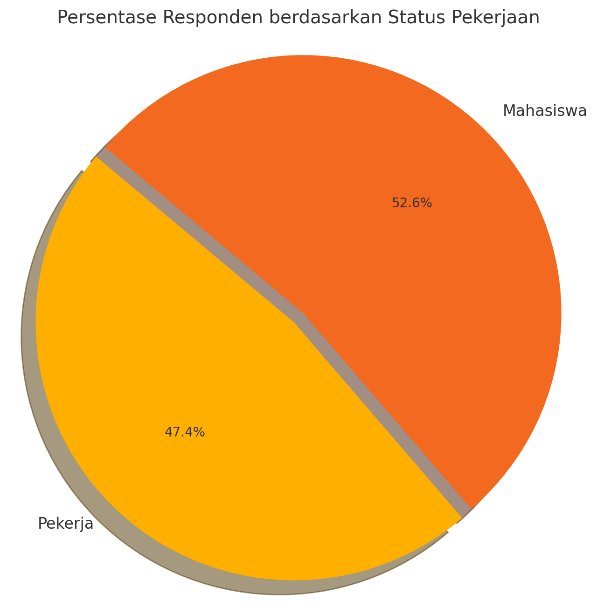 Persentase Responden berdasarkan Status Pekerjaan
Mahasiswa
52.6%
47.4%
Pekerja